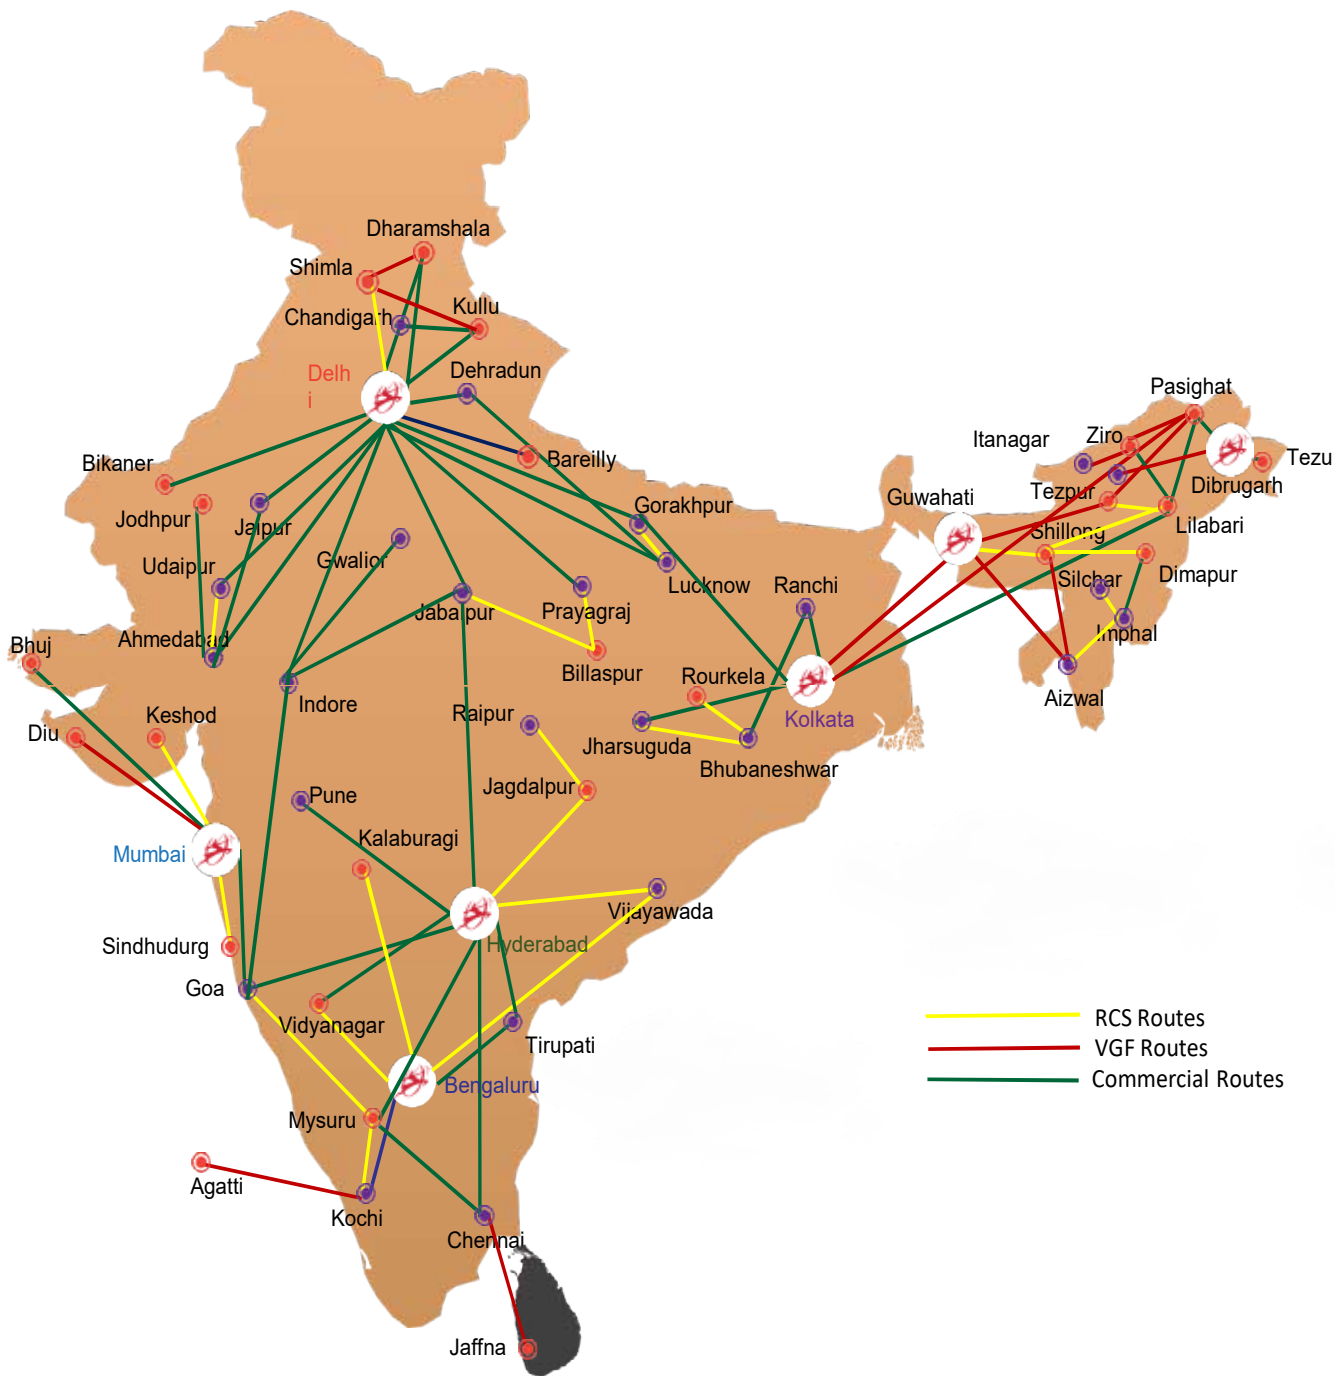 Dharamshala
Shimla
Chandigarh
Kullu
Delh
i
Dehradun
Pasighat
Itanagar
Ziro
Bikaner
Bareilly
Tezu
Jodhpur
Jaipur
Gorakhpur
Guwahati
Tezpur
Dibrugarh
Udaipur
Gwalior
Shillong
Lilabari
Lucknow
Ranchi
Silchar
Dimapur
Jabalpur
Prayagraj
Ahmedabad
Imphal
Bhuj
Billaspur
Rourkela
Aizwal
Indore
Keshod
Raipur
Kolkata
Diu
Jharsuguda
Bhubaneshwar
Jagdalpur
Pune
Kalaburagi
Mumbai
Vijayawada
Sindhudurg
Hyderabad
Goa
Vidyanagar
Tirupati
RCS Routes
VGF Routes
Commercial Routes
Bengaluru
Mysuru
Agatti
Kochi
Chennai
Jaffna